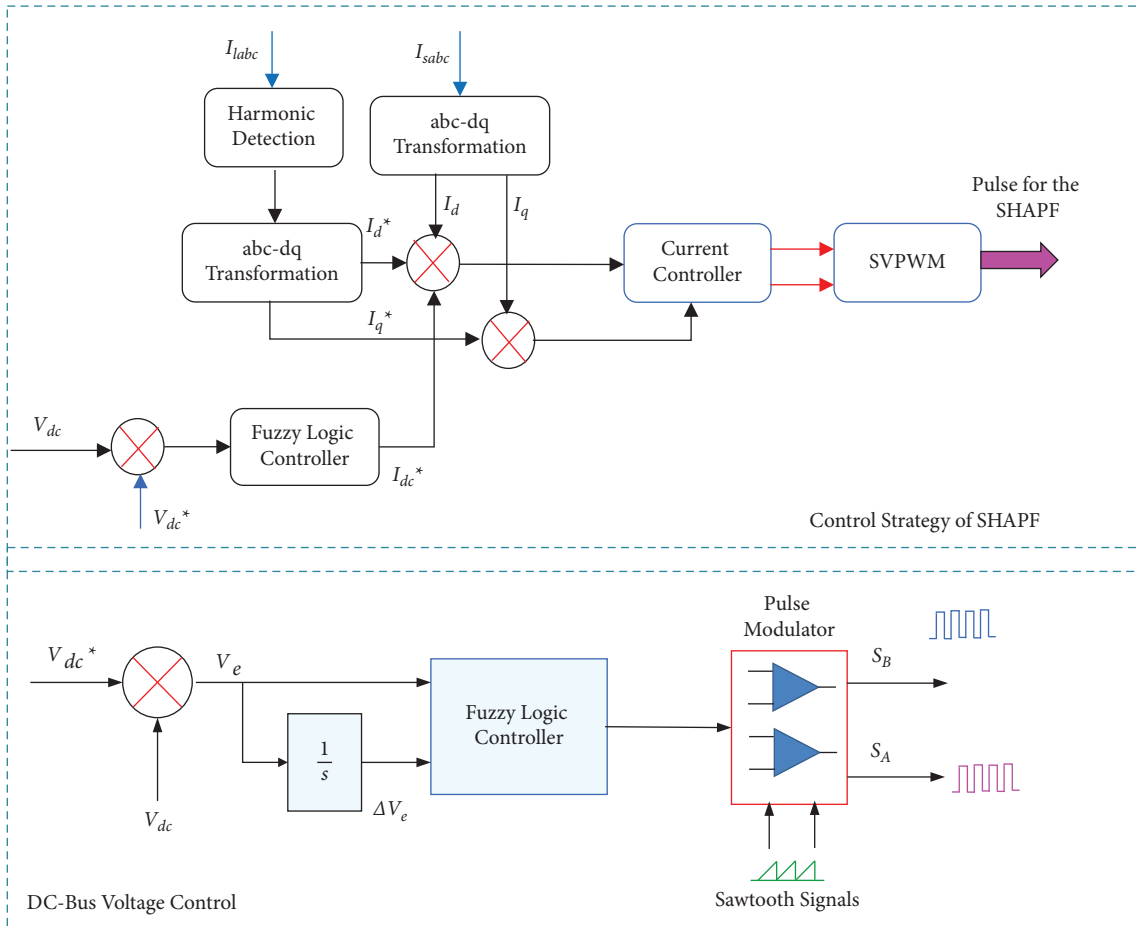 I_labc
I_sabc
Harmonic
Detection
abc-dq
Transformation
Pulse for the
SHAPF
I_d
I_q
I_d*
abc-dq
Transformation
Current
Controller
SVPWM
I_q*
V_dc
Fuzzy Logic
Controller
I_dc*
V_dc*
Control Strategy of SHAPF
Pulse
Modulator
V_dc*
V_e
S_B
Fuzzy Logic
Controller
1
s
S_A
ΔV_e
V_dc
Sawtooth Signals
DC-Bus Voltage Control